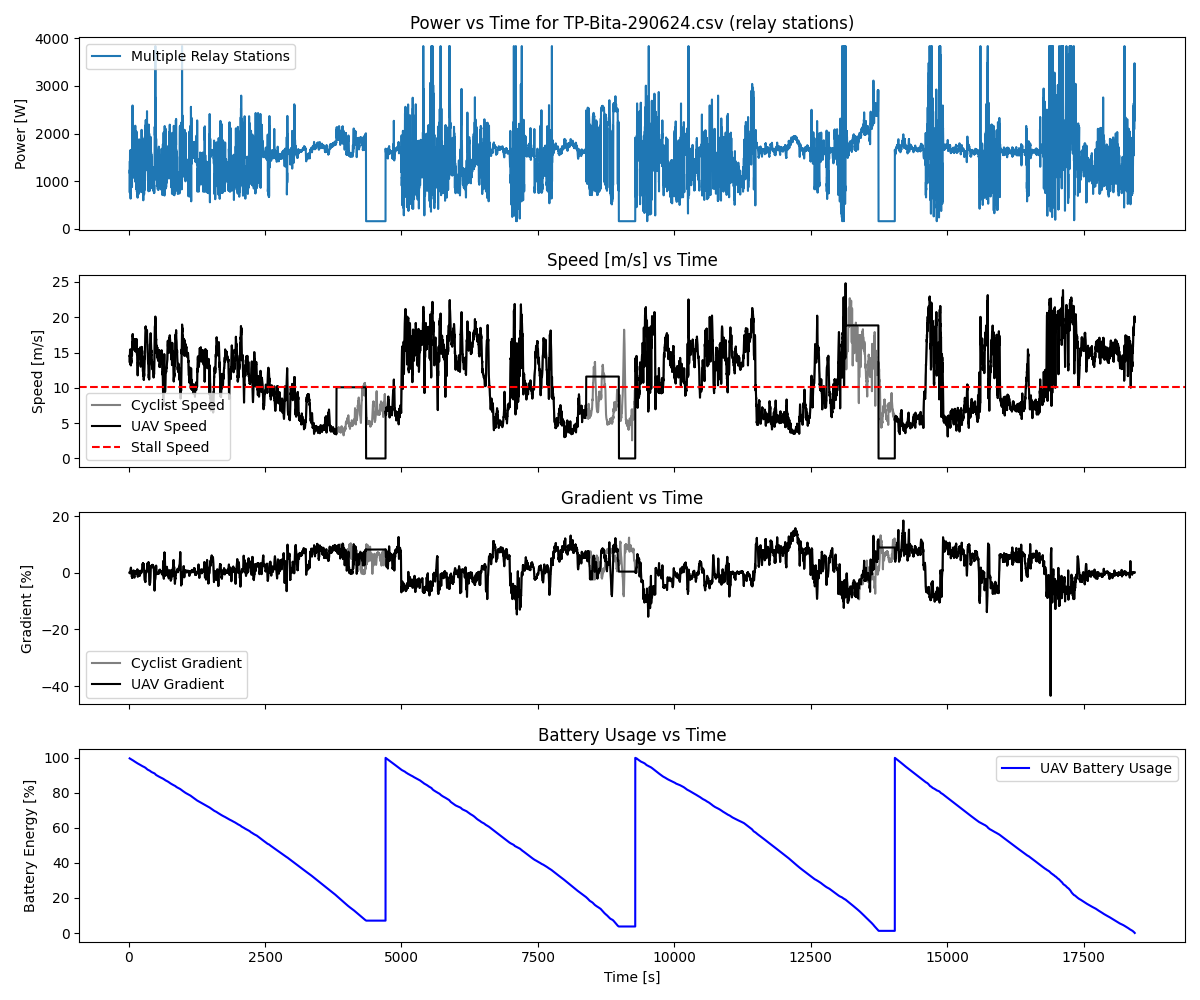 Power vs Time for TP-Bita-290624.csv (relay stations)
4000
3000
2000
1000
0
Power [W]
Multiple Relay Stations
Speed [m/s] vs Time
25
20
15
10
5
0
Speed [m/s]
Cyclist Speed
UAV Speed
Stall Speed
Gradient vs Time
20
0
−20
−40
Gradient [%]
Cyclist Gradient
UAV Gradient
Battery Usage vs Time
100
80
60
40
20
0
Battery Energy [%]
UAV Battery Usage
0 2500 5000 7500 10000 12500 15000 17500
Time [s]